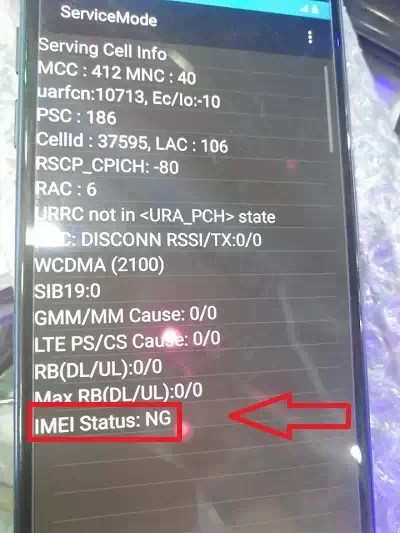 ServiceMode
Serving Cell Info
MCC : 412 MNC : 40
uarfcn:10713, Ec/Io:-10
PSC : 186
CellId : 37595, LAC : 106
RSCP_CPICH: -80
RAC : 6
URRC not in <URA_PCH> state
DISCONN RSSI/TX:0/0
WCDMA (2100)
SIB19:0
GMM/MM Cause: 0/0
LTE PS/CS Cause: 0/0
RB(DL/UL):0/0
Max RB(DL/UL):0/0
IMEI Status: NG